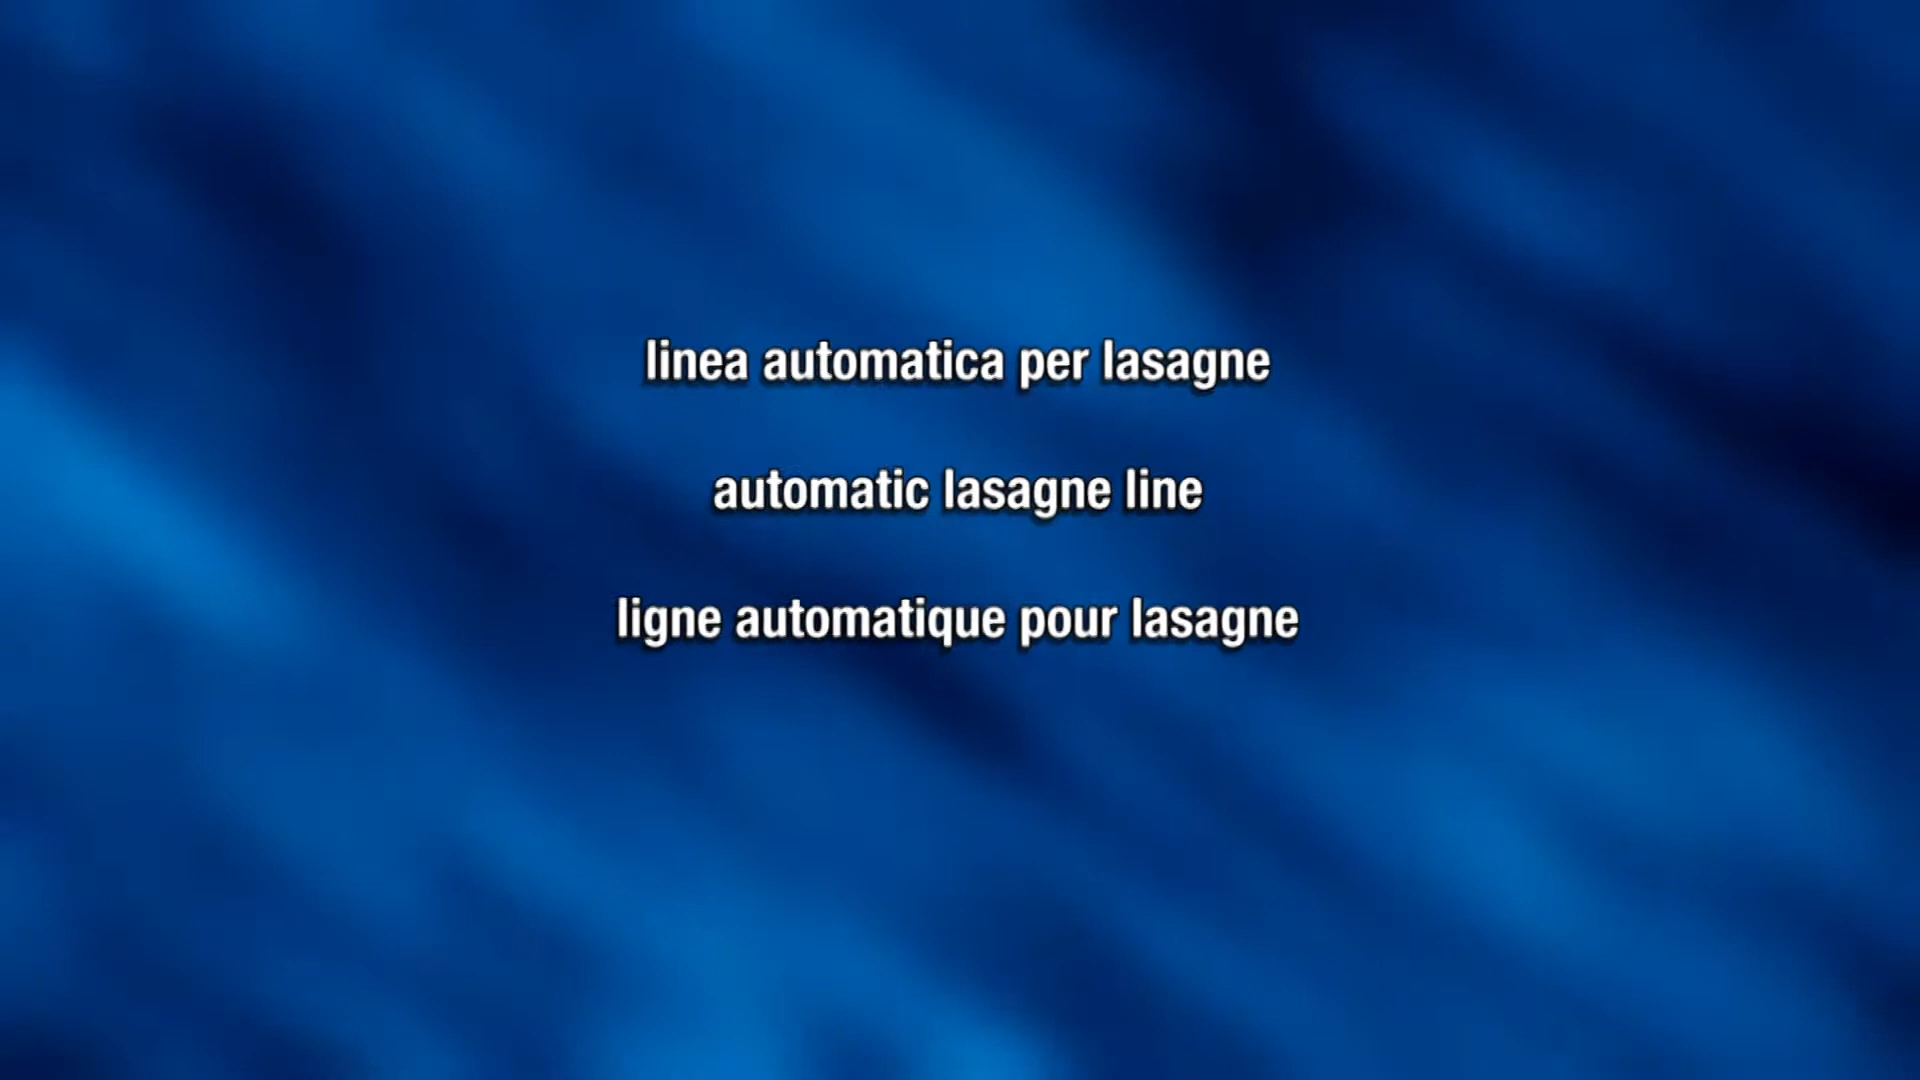 linea automatica per lasagne
automatic lasagne line
ligne automatique pour lasagne